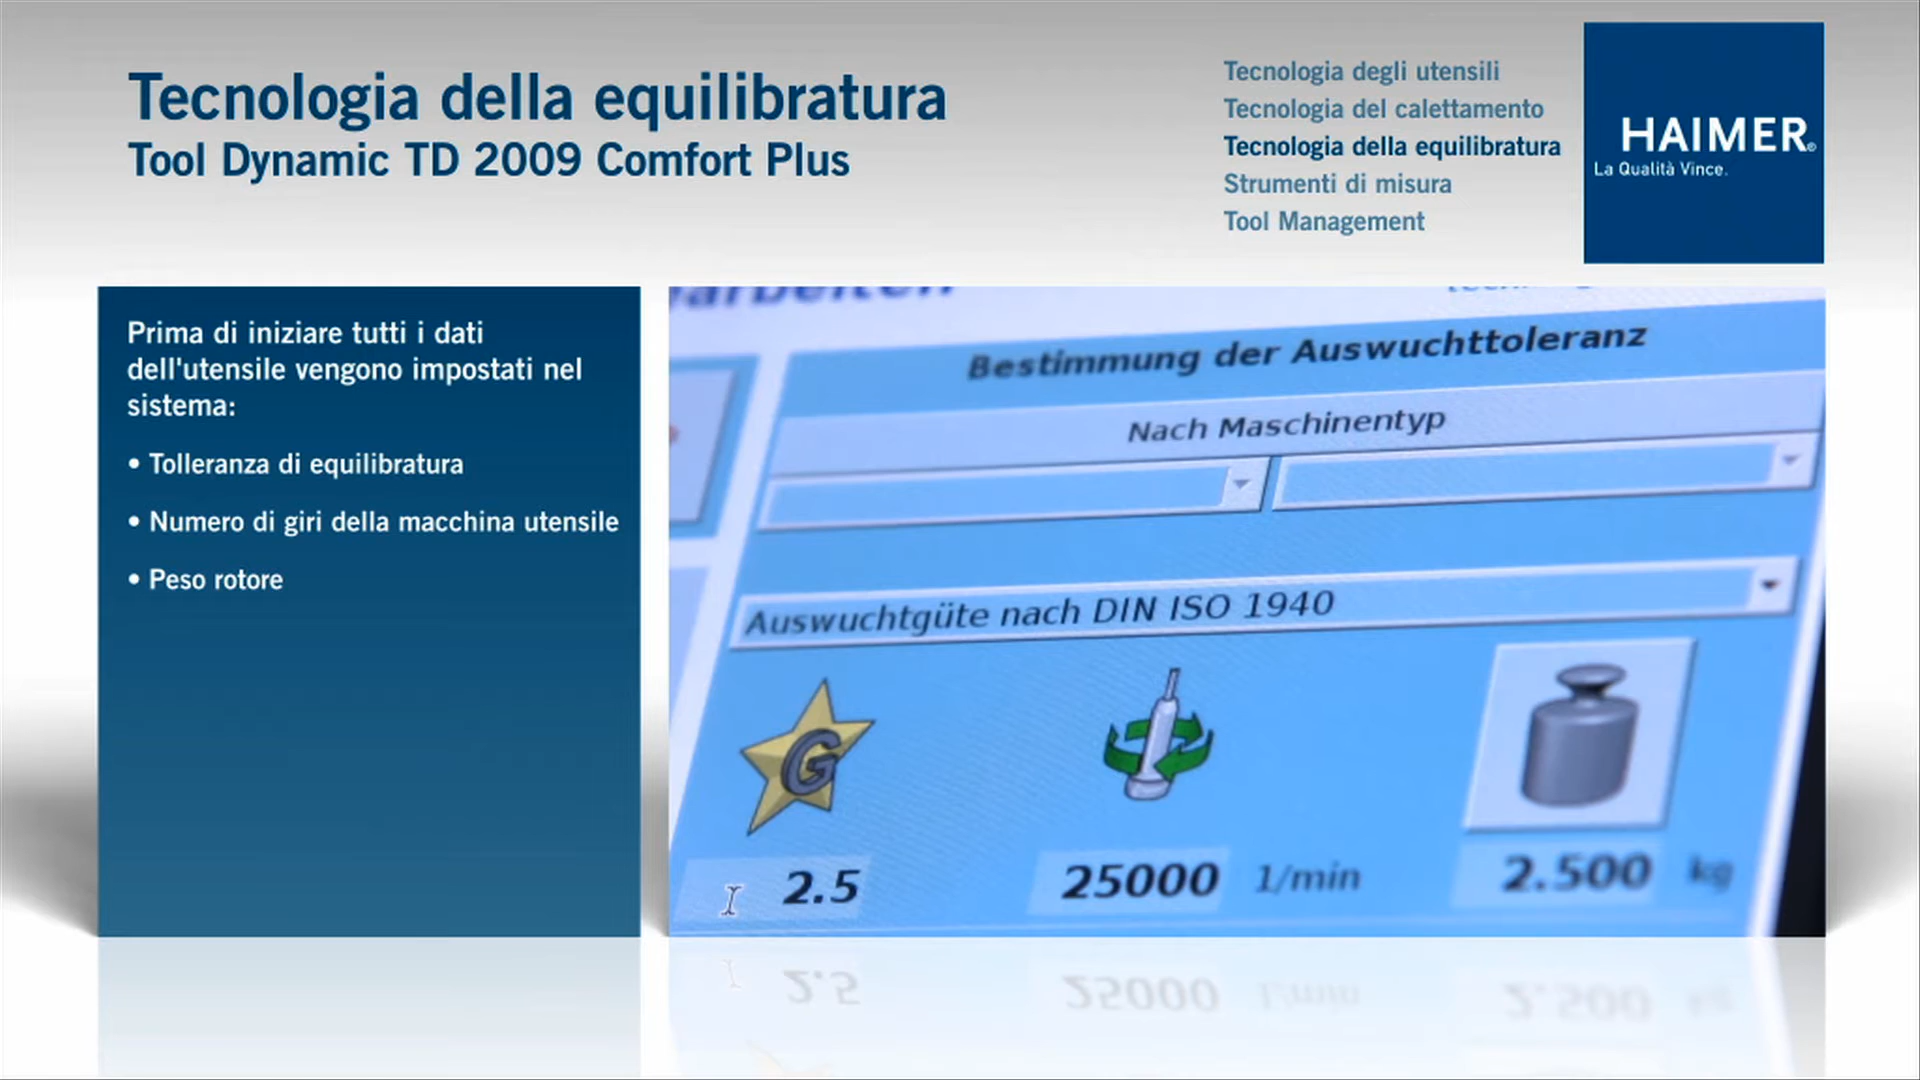 Tecnologia della equilibratura
Tool Dynamic TD 2009 Comfort Plus
Tecnologia degli utensili
Tecnologia del calettamento
Tecnologia della equilibratura
Strumenti di misura
Tool Management
HAIMER®
La Qualità Vince.
Prima di iniziare tutti i dati
dell'utensile vengono impostati nel
sistema:
• Tolleranza di equilibratura
• Numero di giri della macchina utensile
• Peso rotore
Bestimmung der Auswuchttoleranz
Nach Maschinentyp
Auswuchtgüte nach DIN ISO 1940
G
2.5
25000 1/min
2.500 kg